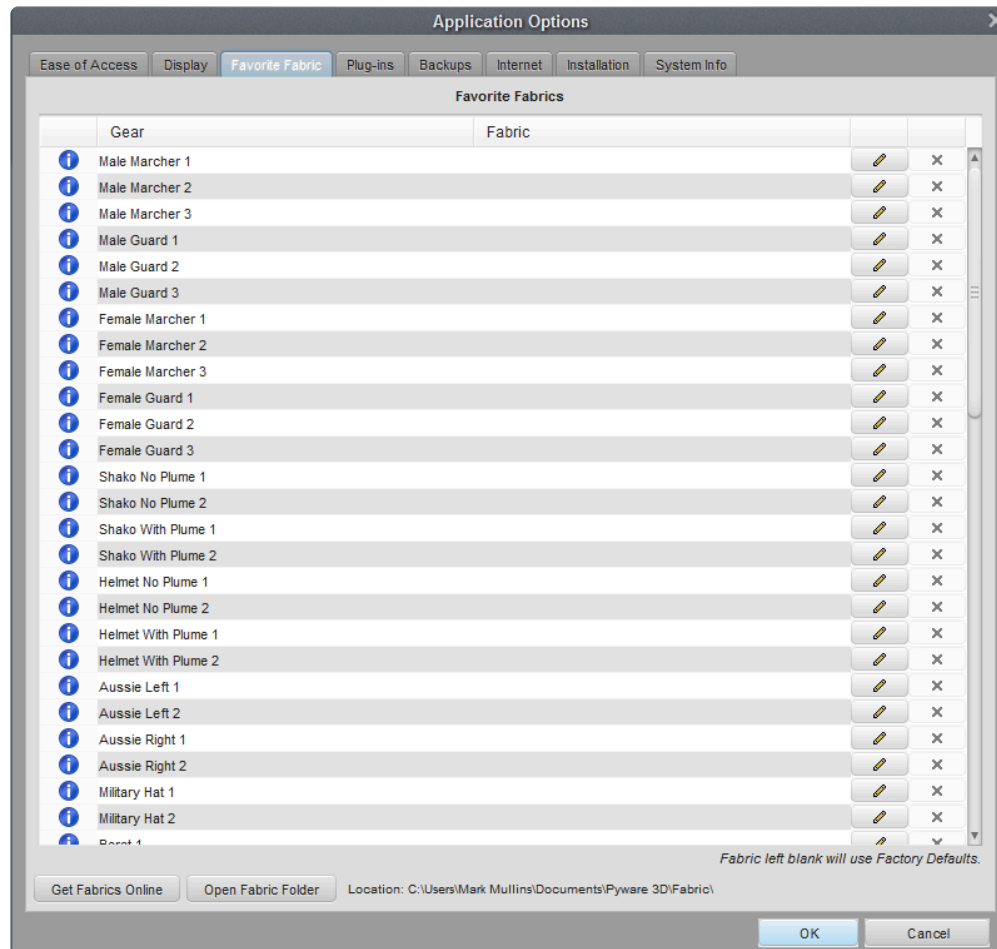 Application Options
Ease of Access Display Favorite Fabric Plug-ins Backups Internet Installation System Info
Favorite Fabrics
Gear Fabric
Male Marcher 1
Male Marcher 2
Male Marcher 3
Male Guard 1
Male Guard 2
Male Guard 3
Female Marcher 1
Female Marcher 2
Female Marcher 3
Female Guard 1
Female Guard 2
Female Guard 3
Shako No Plume 1
Shako No Plume 2
Shako With Plume 1
Shako With Plume 2
Helmet No Plume 1
Helmet No Plume 2
Helmet With Plume 1
Helmet With Plume 2
Aussie Left 1
Aussie Left 2
Aussie Right 1
Aussie Right 2
Military Hat 1
Military Hat 2
Beret 1
Fabric left blank will use Factory Defaults.
Get Fabrics Online Open Fabric Folder Location: C:\Users\Mark Mullins\Documents\Pyware 3D\Fabric\
OK Cancel